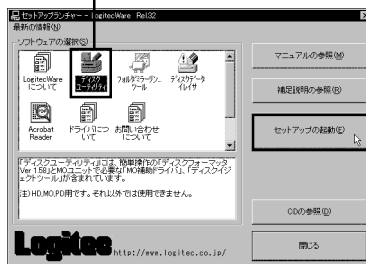 セットアップランチャー - LogitecWare Rel32
最新の情報(N)
ソフトウェアの選択(S)
LogitecWare
について
ディスク
ユーティリティ
フォルダミラーリン...
ツール
ディスクデータ
イレイサ
Acrobat
Reader
ドライバにつ
いて
お問い合わせ
について
「ディスクユーティリティ」には、簡単操作の「ディスクフォーマッタ
Ver 1.58」とMOユニットで必要な「MO補助ドライバ」、「ディスクイジ
ェクトツール」が含まれています。
注)HD,MO,PD用です。それ以外では使用できません。
マニュアルの参照(M)
補足説明の参照(R)
セットアップの起動(E)
CDの参照(D)
閉じる
Logitec
http://www.logitec.co.jp/